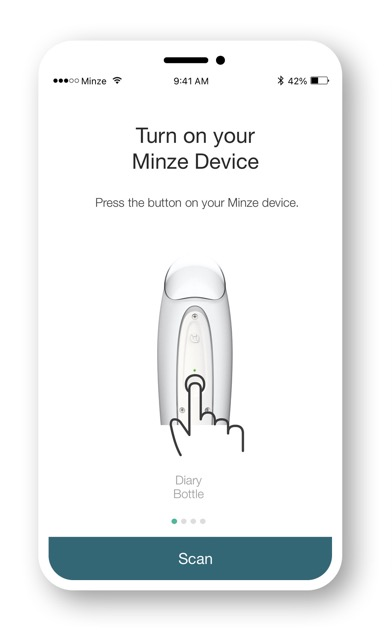 Minze 9:41 AM 42%
Turn on your
Minze Device
Press the button on your Minze device.
Diary
Bottle
Scan